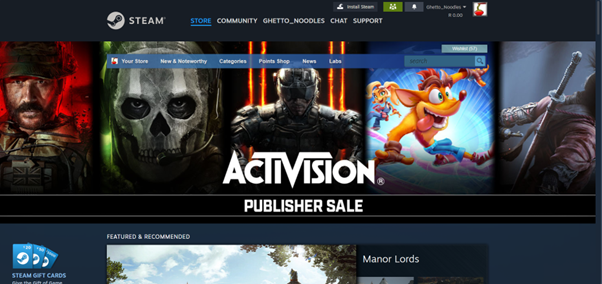 Install Steam
Ghetto_Noodles
R 0.00
STEAM®
STORE COMMUNITY GHETTO_NOODLES CHAT SUPPORT
Wishlist (57)
Your Store New & Noteworthy Categories Points Shop News Labs
search
ACTIVISION®
PUBLISHER SALE
FEATURED & RECOMMENDED
Manor Lords
STEAM GIFT CARDS
Give the Gift of Game